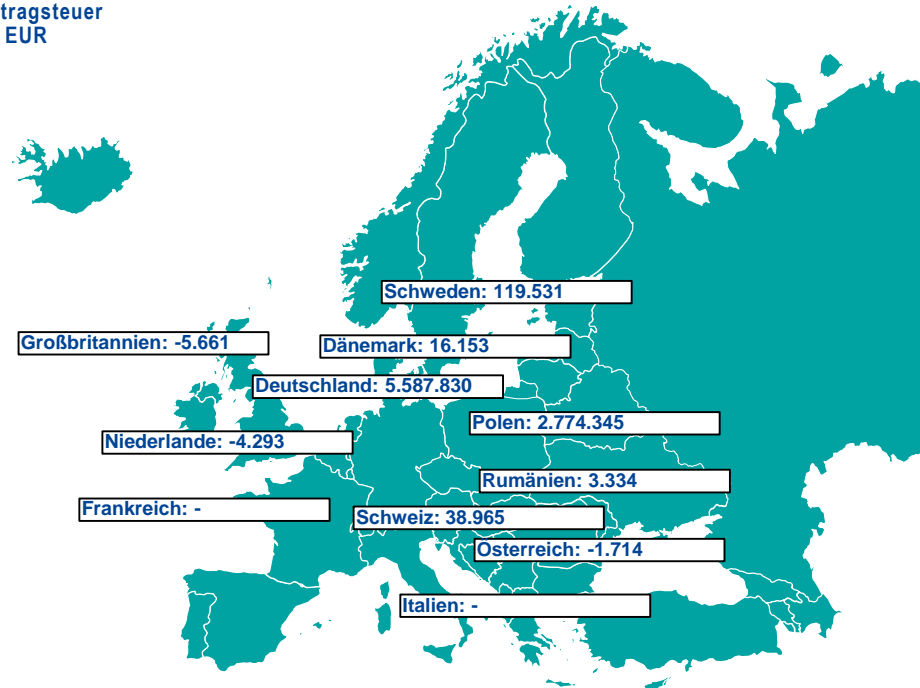 tragsteuer
EUR
Schweden: 119.531
Großbritannien: -5.661
Dänemark: 16.153
Deutschland: 5.587.830
Polen: 2.774.345
Niederlande: -4.293
Rumänien: 3.334
Frankreich: -
Schweiz: 38.965
Österreich: -1.714
Italien: -